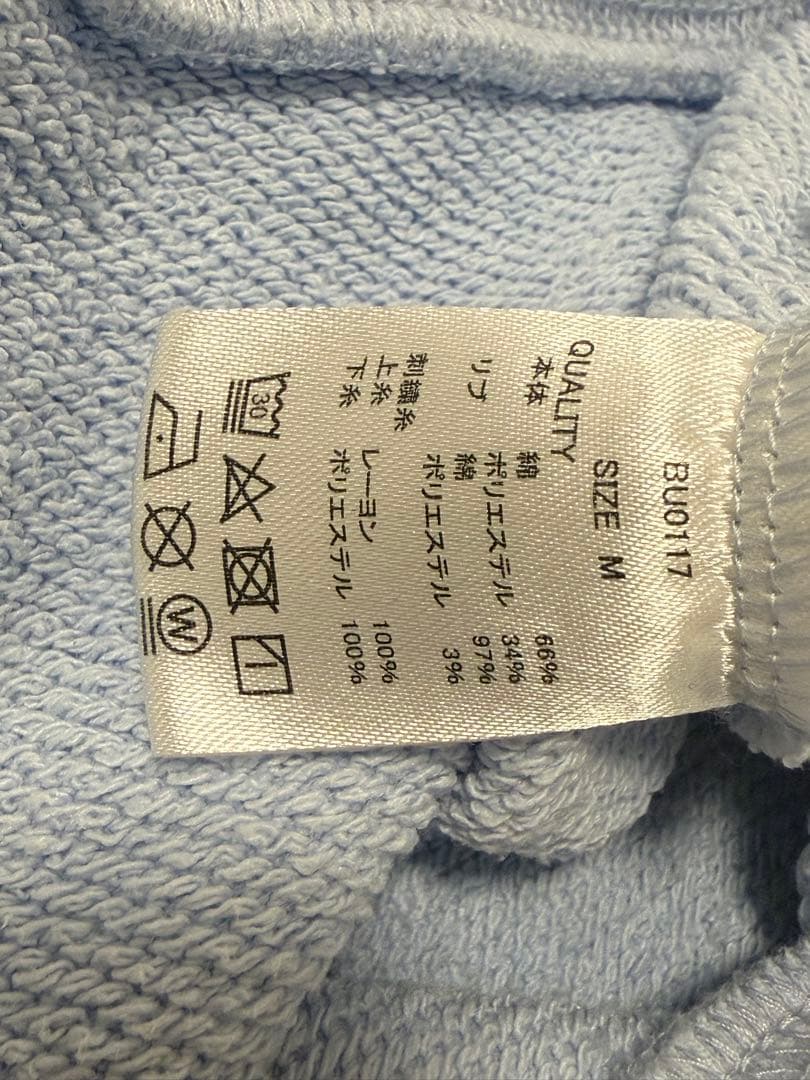 BU0117
SIZE M
QUALITY
本体 綿 66%
ポリエステル 34%
リブ 綿 97%
ポリエステル 3%
刺繍糸
上糸 レーヨン 100%
下糸 ポリエステル 100%
30
W